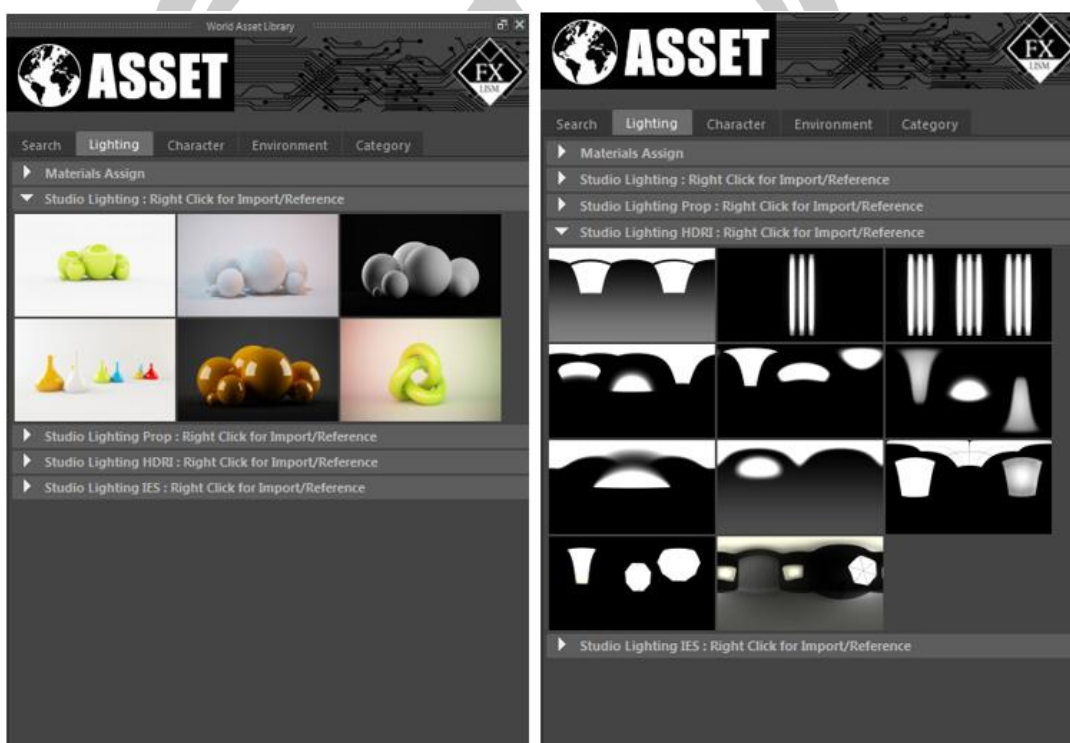 World Asset Library
ASSET
FX
LISM
Search Lighting Character Environment Category
Materials Assign
Studio Lighting : Right Click for Import/Reference
Studio Lighting Prop : Right Click for Import/Reference
Studio Lighting HDRI : Right Click for Import/Reference
Studio Lighting IES : Right Click for Import/Reference
ASSET
FX
LISM
Search Lighting Character Environment Category
Materials Assign
Studio Lighting : Right Click for Import/Reference
Studio Lighting Prop : Right Click for Import/Reference
Studio Lighting HDRI : Right Click for Import/Reference
Studio Lighting IES : Right Click for Import/Reference